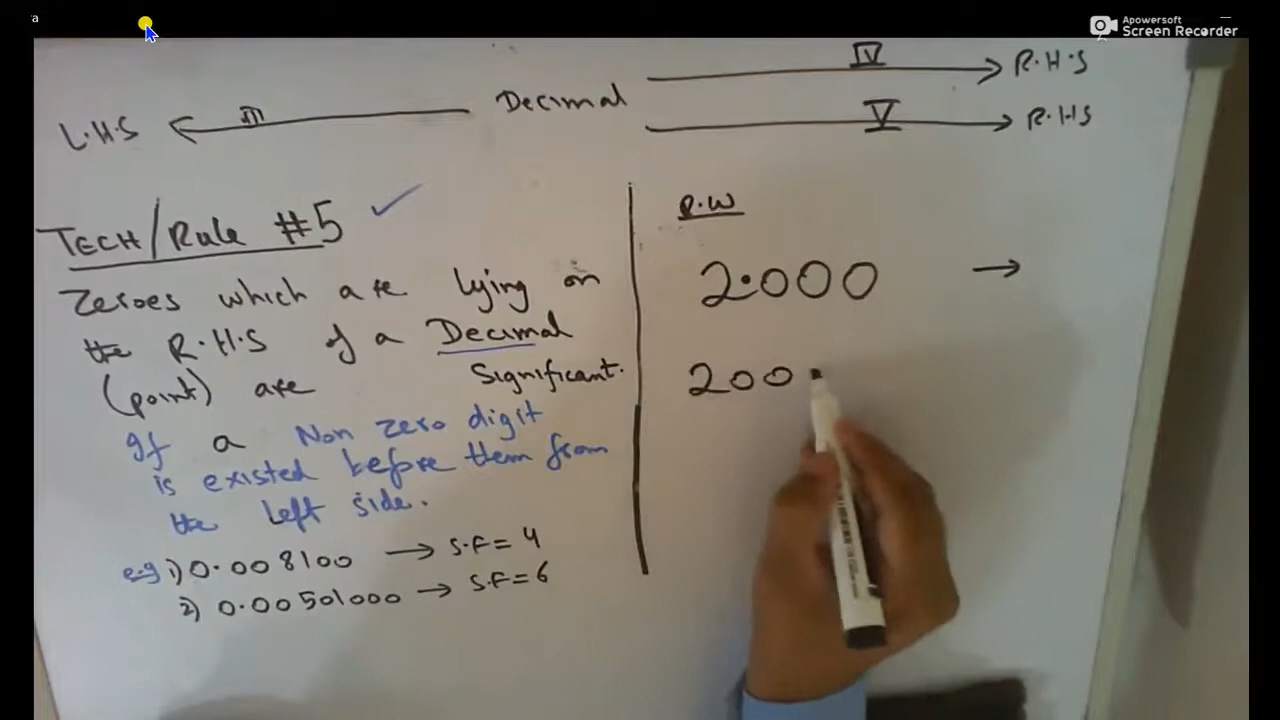 ra
Apowersoft
Screen Recorder
IV
R.H.S
Decimal
III
L.H.S
V
R.H.S
TECH/Rule #5
R.W
Zeroes which are lying on
the R.H.S of a Decimal
(point) are Significant.
If a Non zero digit
is existed before them from
the Left side.
e.g 1) 0.008100 → S.F = 4
2) 0.00501000 → S.F = 6
2.000 →
200.